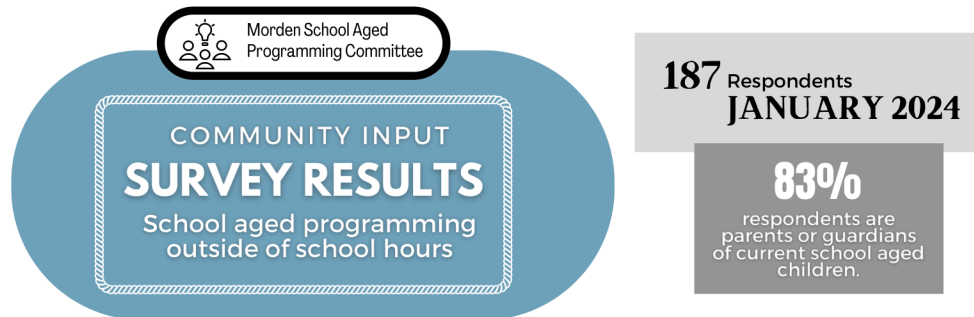 Morden School Aged
Programming Committee
COMMUNITY INPUT
SURVEY RESULTS
School aged programming
outside of school hours
187 Respondents
JANUARY 2024
83%
respondents are
parents or guardians
of current school aged
children.